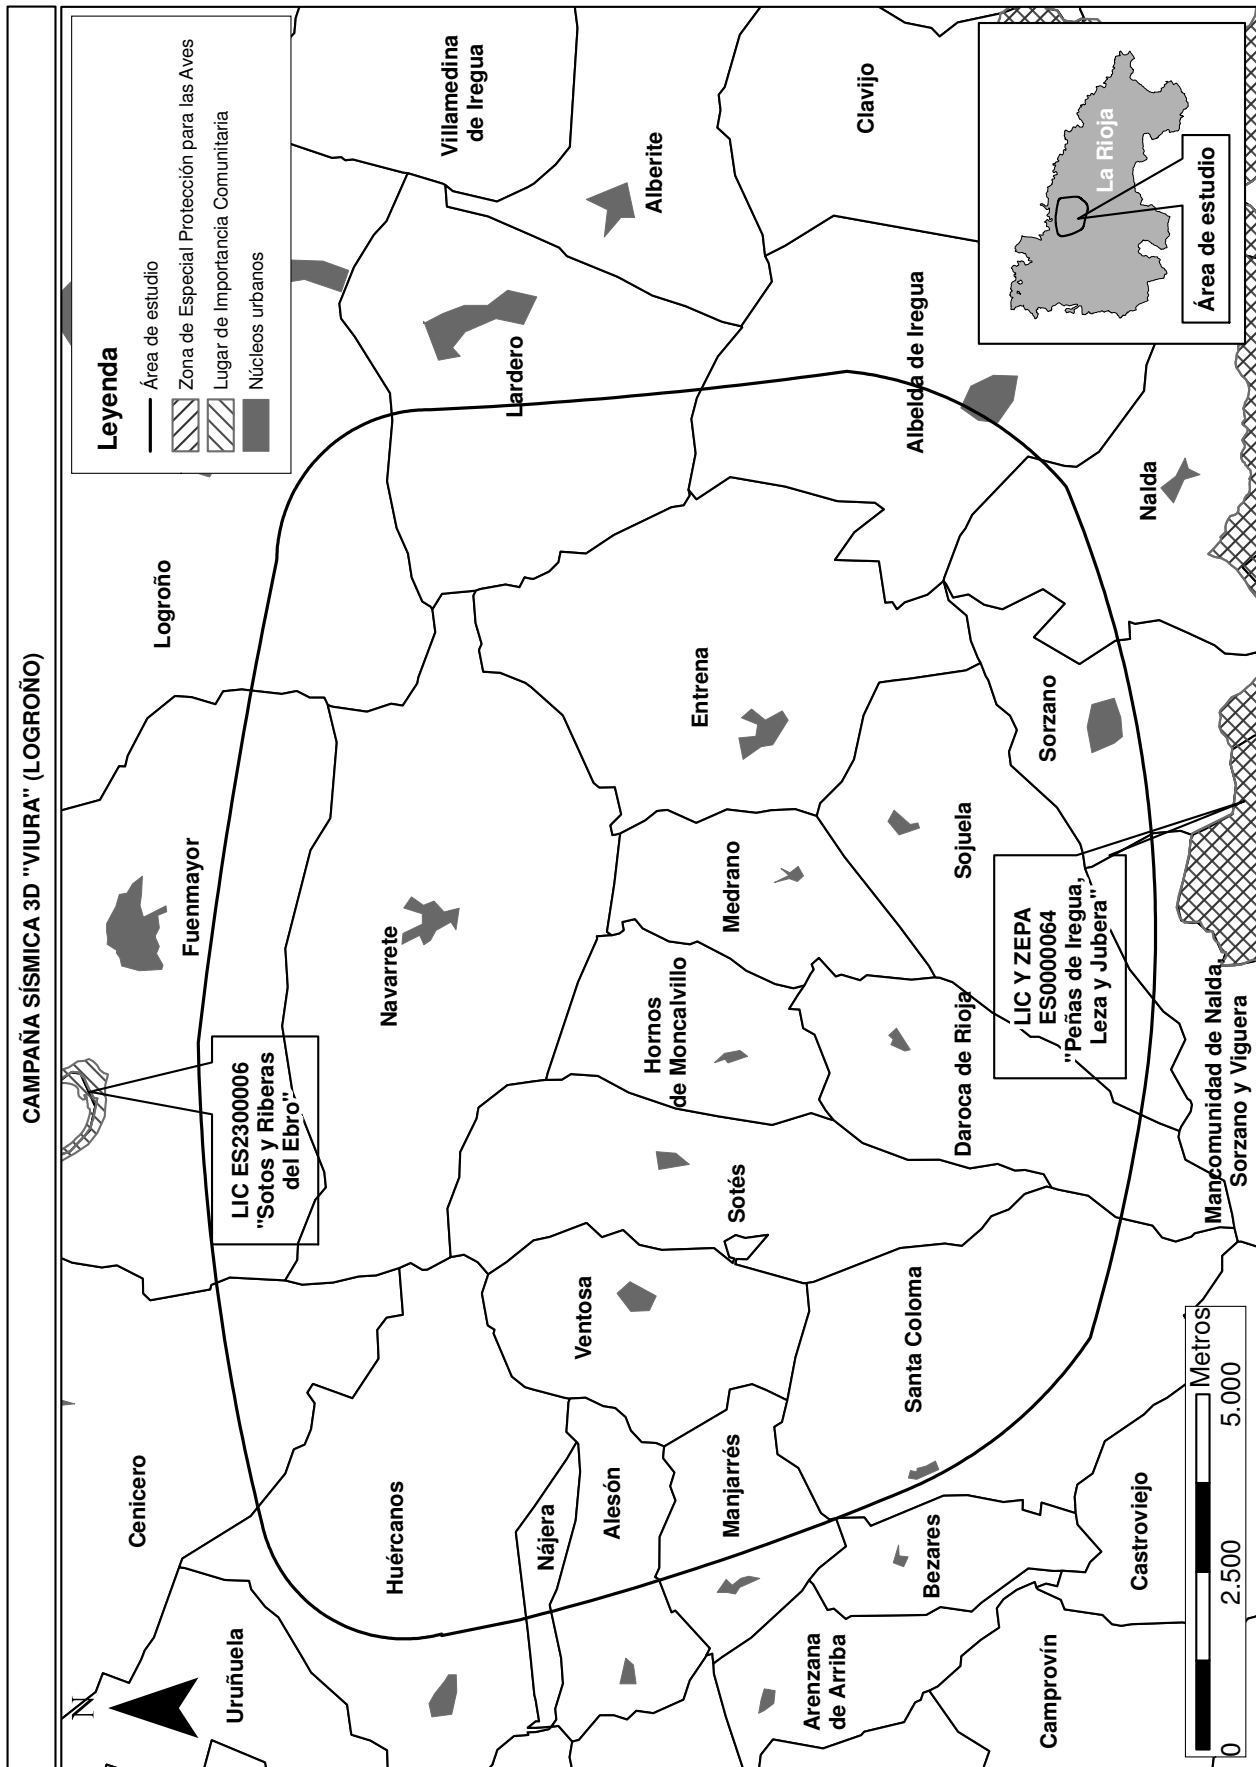 CAMPAÑA SÍSMICA 3D "VIURA" (LOGROÑO)
N
Uruñuela
Cenicero
Fuenmayor
Logroño
Leyenda
Área de estudio
Zona de Especial Protección para las Aves
Lugar de Importancia Comunitaria
Núcleos urbanos
LIC ES2300006
"Sotos y Riberas
del Ebro"
Huércanos
Navarrete
Lardero
Villamedina
de Iregua
Nájera
Alesón
Ventosa
Manjarrés
Sotés
Hornos
de Moncalvillo
Medrano
Entrena
Alberite
Arenzana
de Arriba
Bezares
Santa Coloma
Daroca de Rioja
Sojuela
Albelda de Iregua
Clavijo
Camprovín
Castroviejo
LIC Y ZEPA
ES0000064
"Peñas de Iregua,
Leza y Jubera"
Sorzano
Nalda
Mancomunidad de Nalda,
Sorzano y Viguera
La Rioja
Área de estudio
Metros
0 2.500 5.000